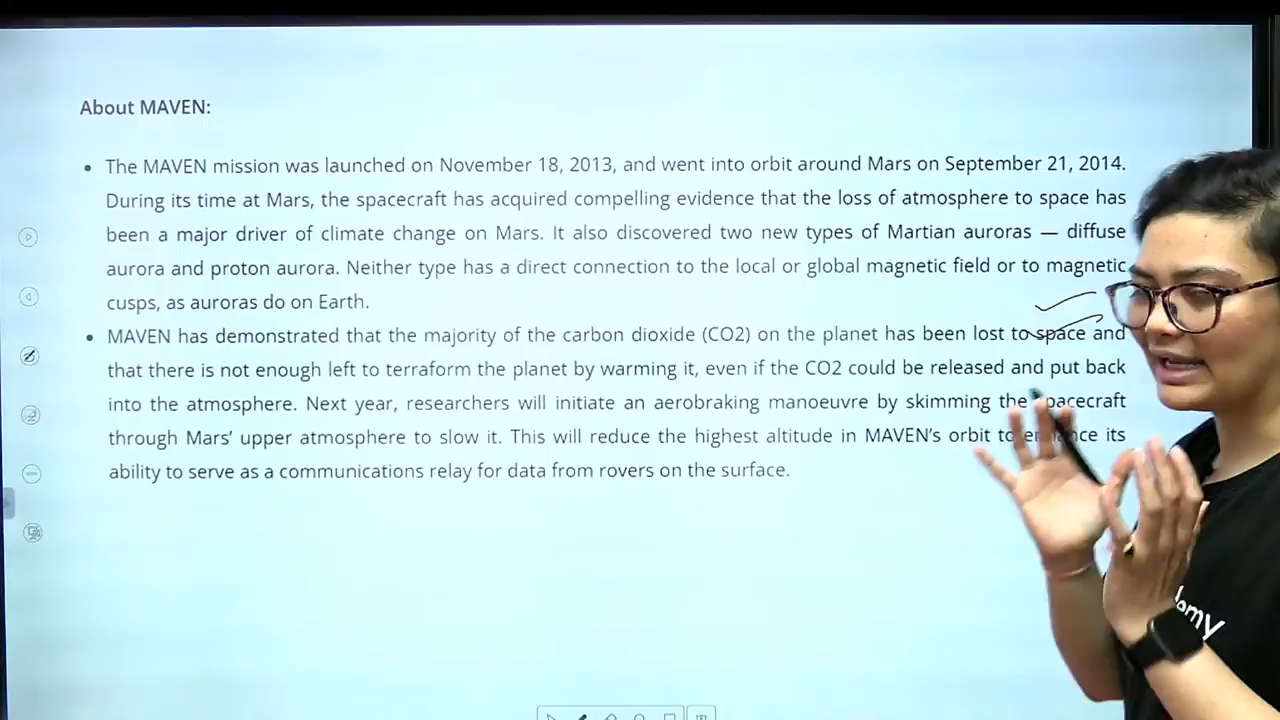 About MAVEN:
• The MAVEN mission was launched on November 18, 2013, and went into orbit around Mars on September 21, 2014.
During its time at Mars, the spacecraft has acquired compelling evidence that the loss of atmosphere to space has
been a major driver of climate change on Mars. It also discovered two new types of Martian auroras — diffuse
aurora and proton aurora. Neither type has a direct connection to the local or global magnetic field or to magnetic
cusps, as auroras do on Earth.
• MAVEN has demonstrated that the majority of the carbon dioxide (CO2) on the planet has been lost to space and
that there is not enough left to terraform the planet by warming it, even if the CO2 could be released and put back
into the atmosphere. Next year, researchers will initiate an aerobraking manoeuvre by skimming the spacecraft
through Mars’ upper atmosphere to slow it. This will reduce the highest altitude in MAVEN’s orbit to its
ability to serve as a communications relay for data from rovers on the surface.